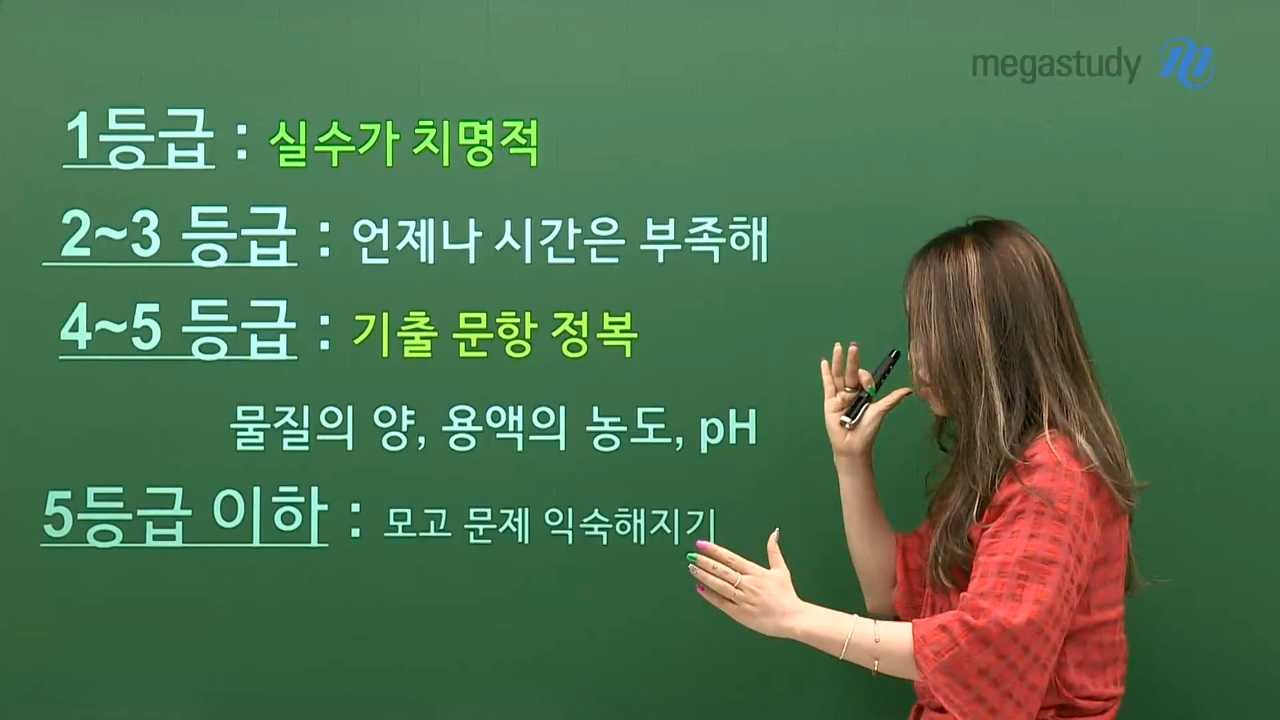 megastudy
1등급 : 실수가 치명적
2~3 등급 : 언제나 시간은 부족해
4~5 등급 : 기출 문항 정복
물질의 양, 용액의 농도, pH
5등급 이하 : 모고 문제 익숙해지기